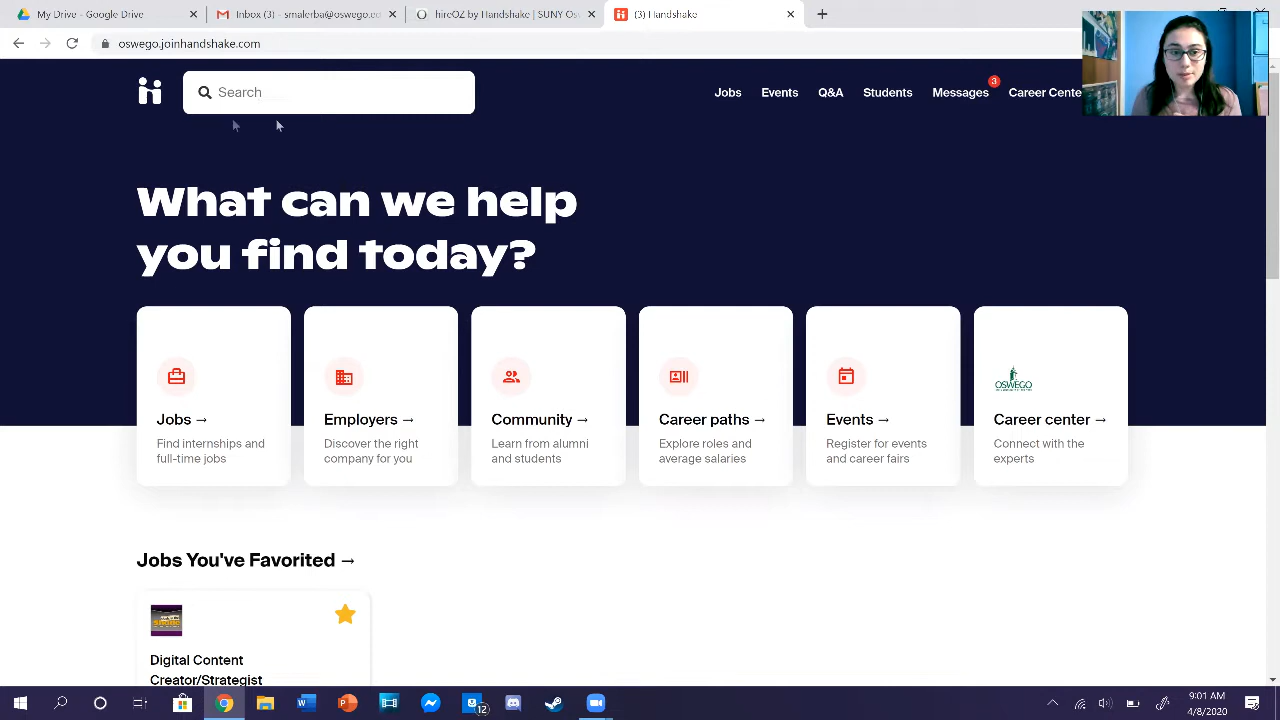 My Drive - Google Drive
Inbox (3) - smalerba@oswego.e
hireOZ by Handshake | SUNY Os
(3) Handshake
oswego.joinhandshake.com
Search
Jobs
Events
Q&A
Students
Messages
3
Career Cente
What can we help
you find today?
Jobs →
Find internships and
full-time jobs
Employers →
Discover the right
company for you
Community →
Learn from alumni
and students
Career paths →
Explore roles and
average salaries
Events →
Register for events
and career fairs
OSWEGO
Career center →
Connect with the
experts
Jobs You've Favorited →
Digital Content
Creator/Strategist
12
9:01 AM
4/8/2020